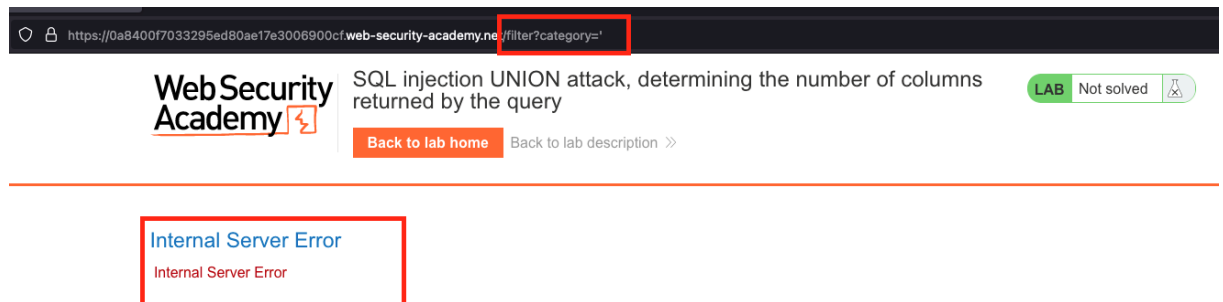 https://0a8400f7033295ed80ae17e3006900cf.web-security-academy.net/filter?category='
WebSecurity
Academy
SQL injection UNION attack, determining the number of columns
returned by the query
LAB Not solved
Back to lab home Back to lab description >>
Internal Server Error
Internal Server Error